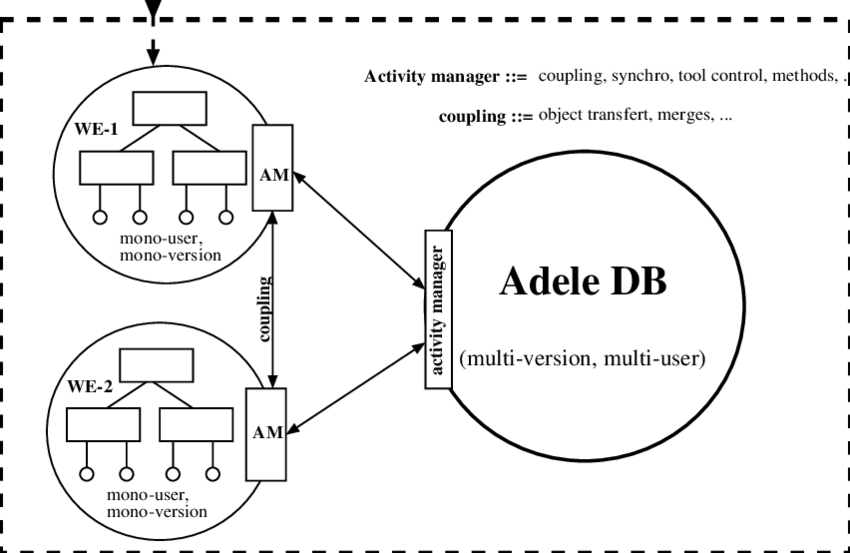 Activity manager ::= coupling, synchro, tool control, methods, .
coupling ::= object transfert, merges, ...
WE-1
AM
mono-user,
mono-version
coupling
activity manager
Adele DB
(multi-version, multi-user)
WE-2
AM
mono-user,
mono-version